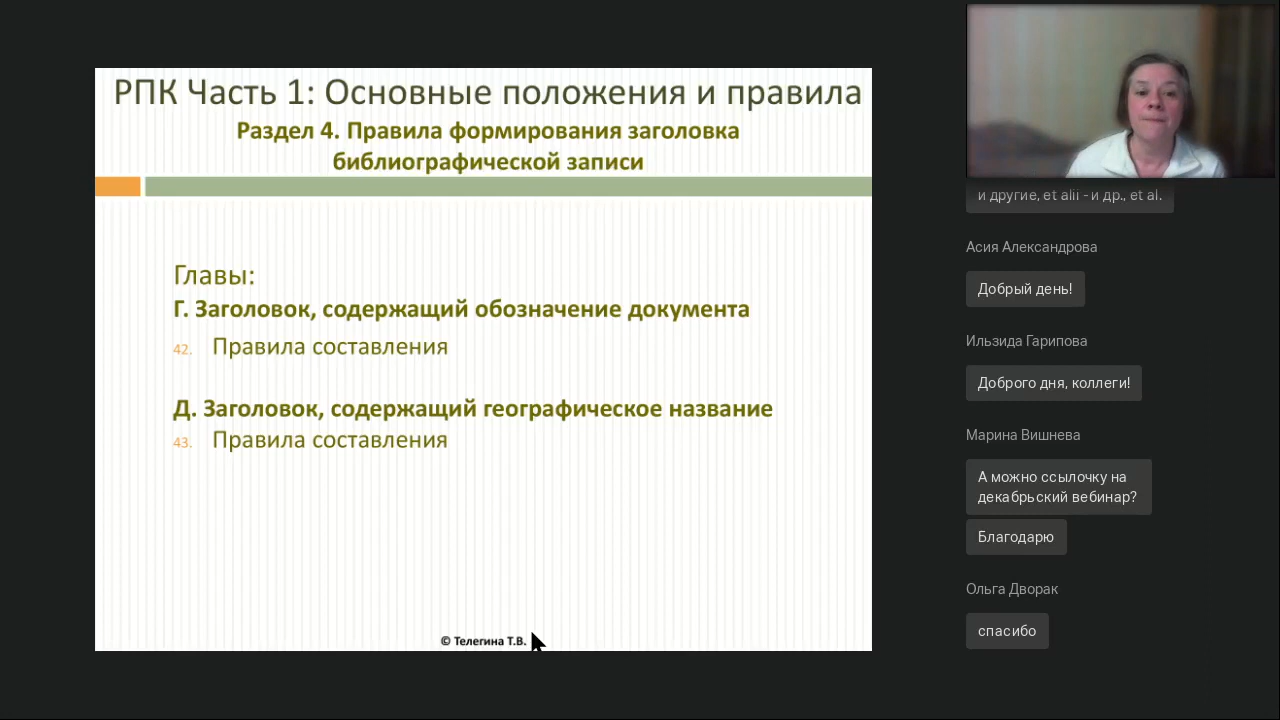 РПК Часть 1: Основные положения и правила
Раздел 4. Правила формирования заголовка
библиографической записи
Главы:
Г. Заголовок, содержащий обозначение документа
42. Правила составления
Д. Заголовок, содержащий географическое название
43. Правила составления
© Телегина Т.В.
и другие, et alii - и др., et al.
Асия Александрова
Добрый день!
Ильзида Гарипова
Доброго дня, коллеги!
Марина Вишнева
А можно ссылочку на
декабрьский вебинар?
Благодарю
Ольга Дворак
спасибо